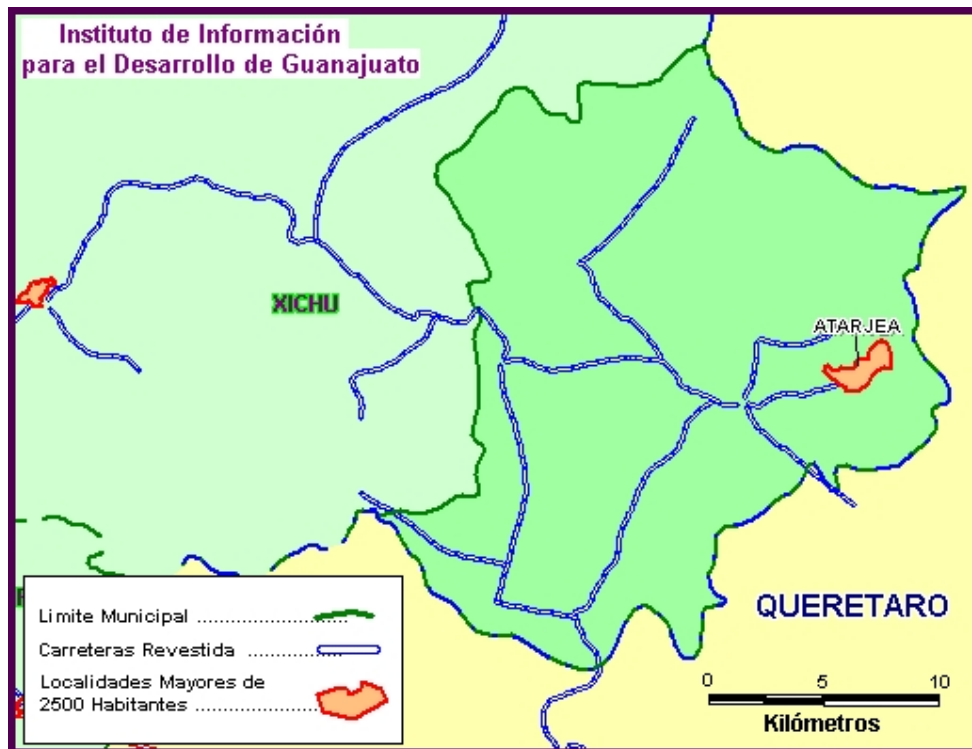 Instituto de Información
para el Desarrollo de Guanajuato
XICHU
ATARJEA
QUERETARO
Limite Municipal
Carreteras Revestida
Localidades Mayores de
2500 Habitantes
0 5 10
Kilómetros